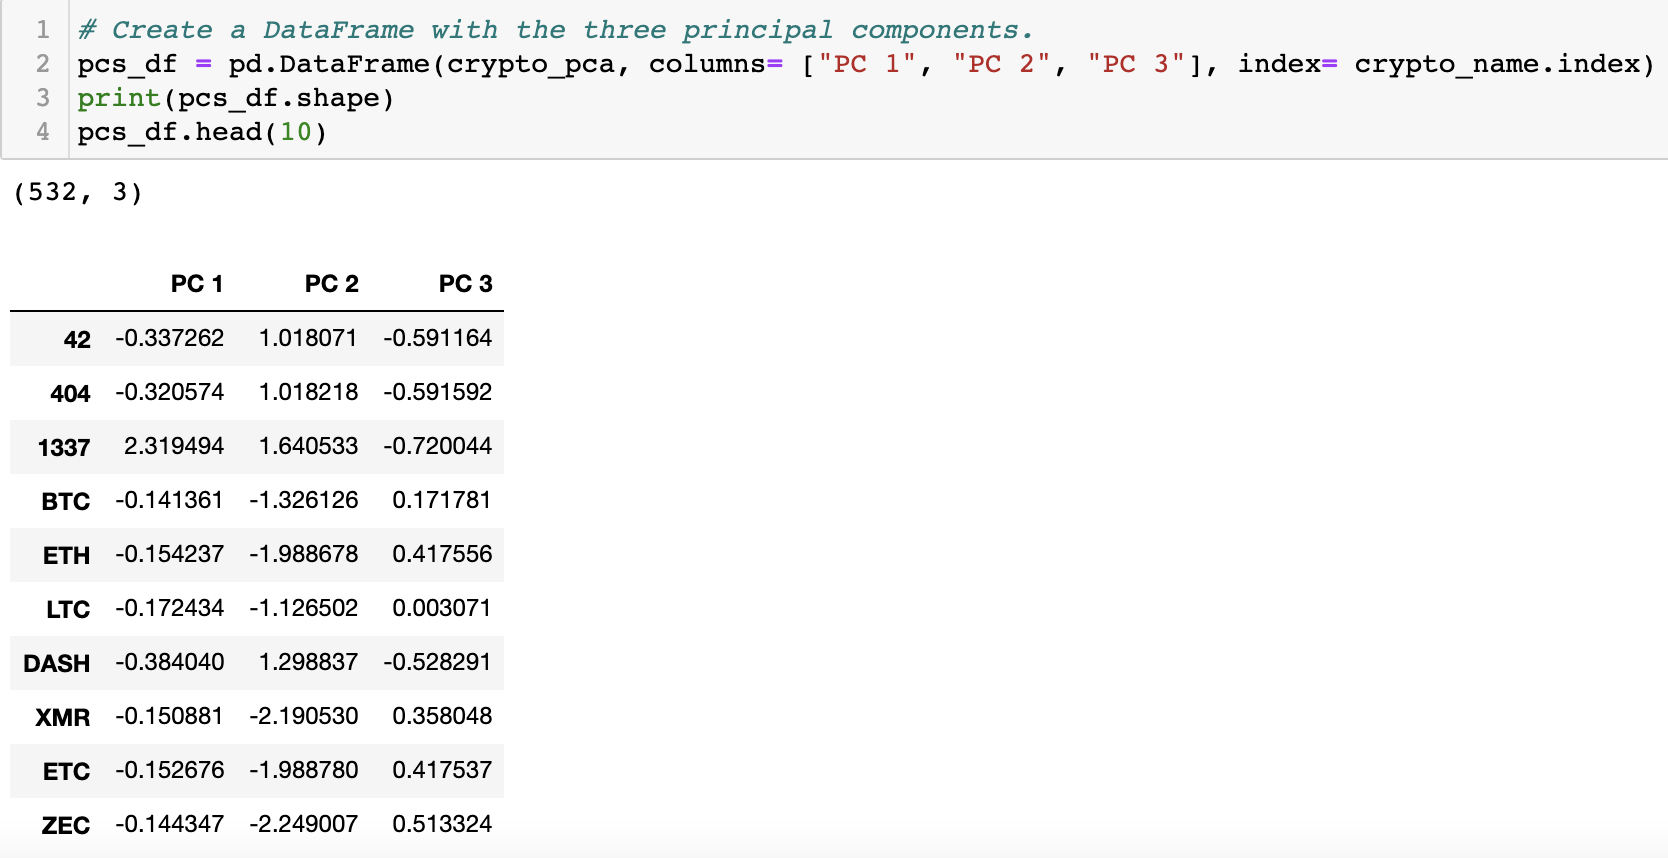 1 # Create a DataFrame with the three principal components.
2 pcs_df = pd.DataFrame(crypto_pca, columns= ["PC 1", "PC 2", "PC 3"], index= crypto_name.index)
3 print(pcs_df.shape)
4 pcs_df.head(10)
(532, 3)
PC 1 PC 2 PC 3
42 -0.337262 1.018071 -0.591164
404 -0.320574 1.018218 -0.591592
1337 2.319494 1.640533 -0.720044
BTC -0.141361 -1.326126 0.171781
ETH -0.154237 -1.988678 0.417556
LTC -0.172434 -1.126502 0.003071
DASH -0.384040 1.298837 -0.528291
XMR -0.150881 -2.190530 0.358048
ETC -0.152676 -1.988780 0.417537
ZEC -0.144347 -2.249007 0.513324